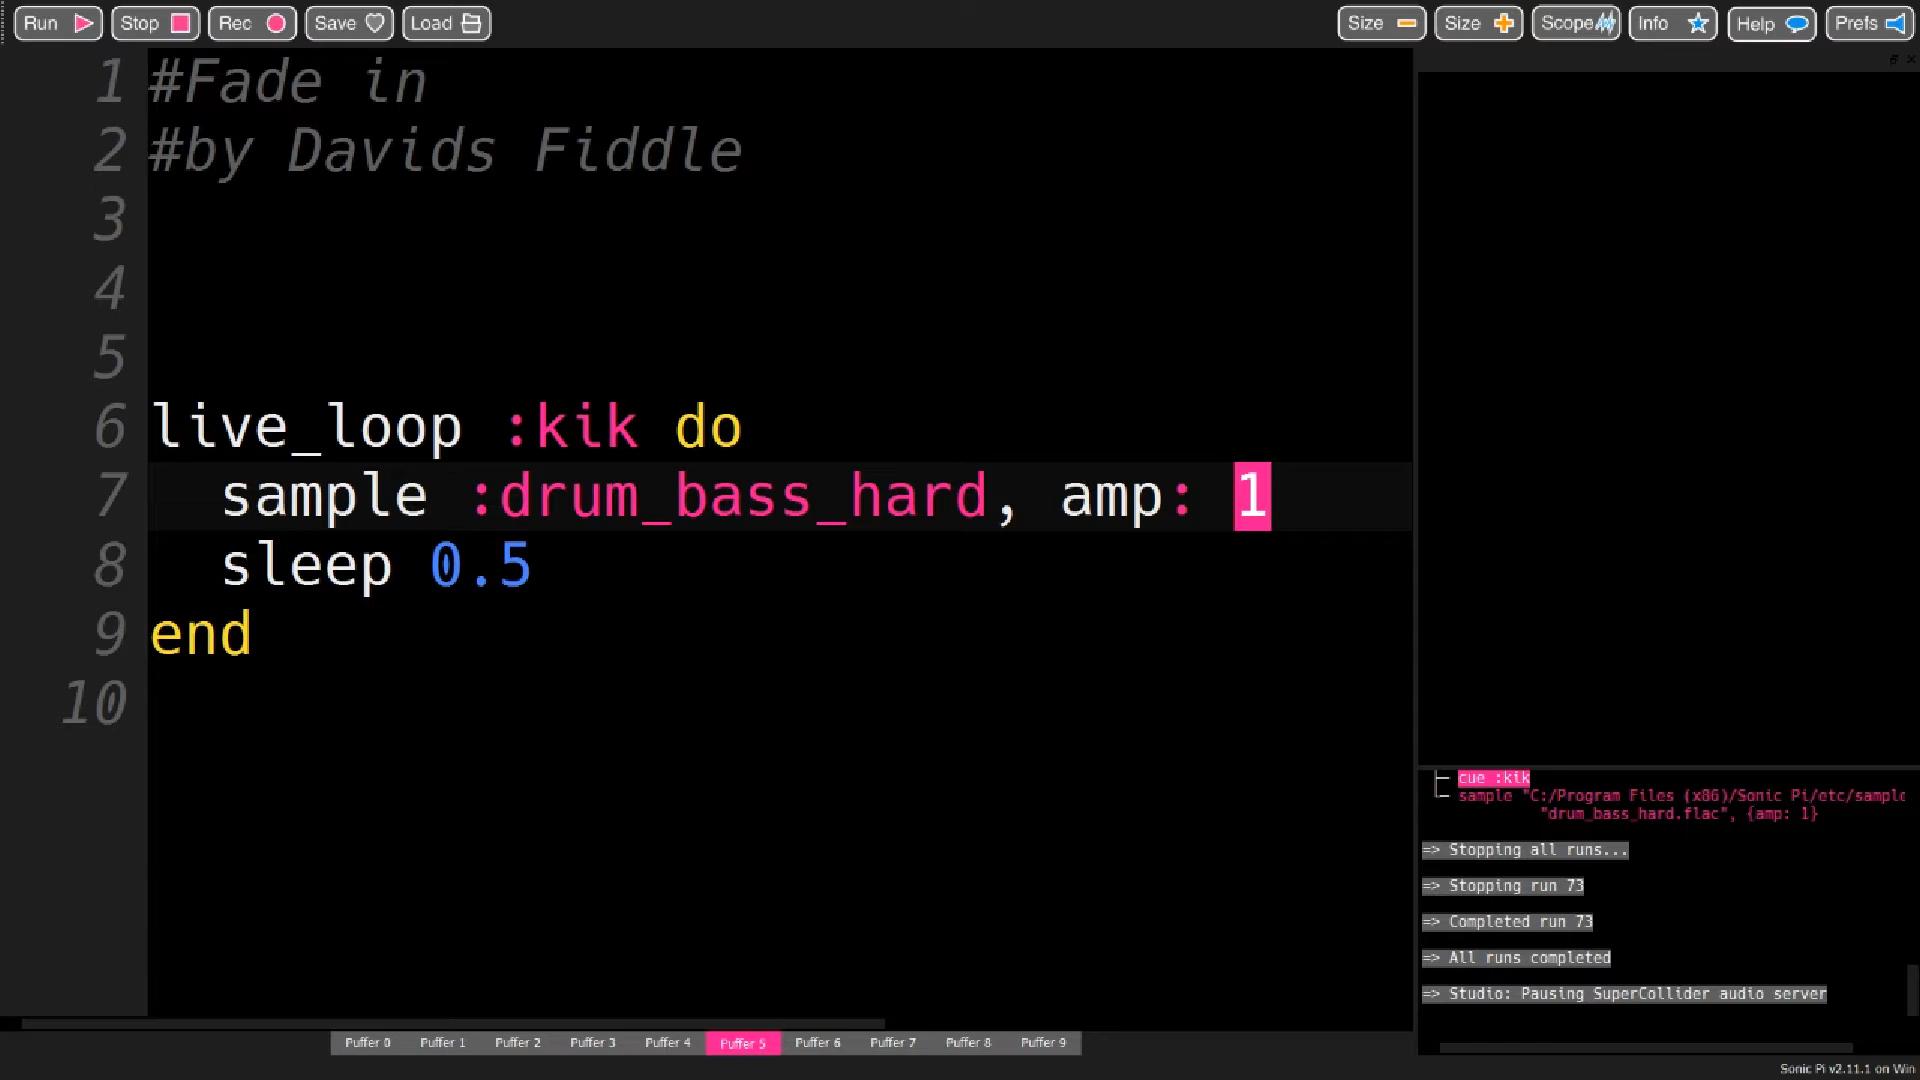 Run Stop Rec Save Load Size Size Scope Info Help Prefs
1 #Fade in
2 #by Davids Fiddle
3
4
5
6 live_loop :kik do
7 sample :drum_bass_hard, amp: 1
8 sleep 0.5
9 end
10
cue :kik
sample "C:/Program Files (x86)/Sonic Pi/etc/sample
"drum_bass_hard.flac", {amp: 1}
=> Stopping all runs...
=> Stopping run 73
=> Completed run 73
=> All runs completed
=> Studio: Pausing SuperCollider audio server
Puffer 0 Puffer 1 Puffer 2 Puffer 3 Puffer 4 Puffer 5 Puffer 6 Puffer 7 Puffer 8 Puffer 9
Sonic Pi v2.11.1 on Win